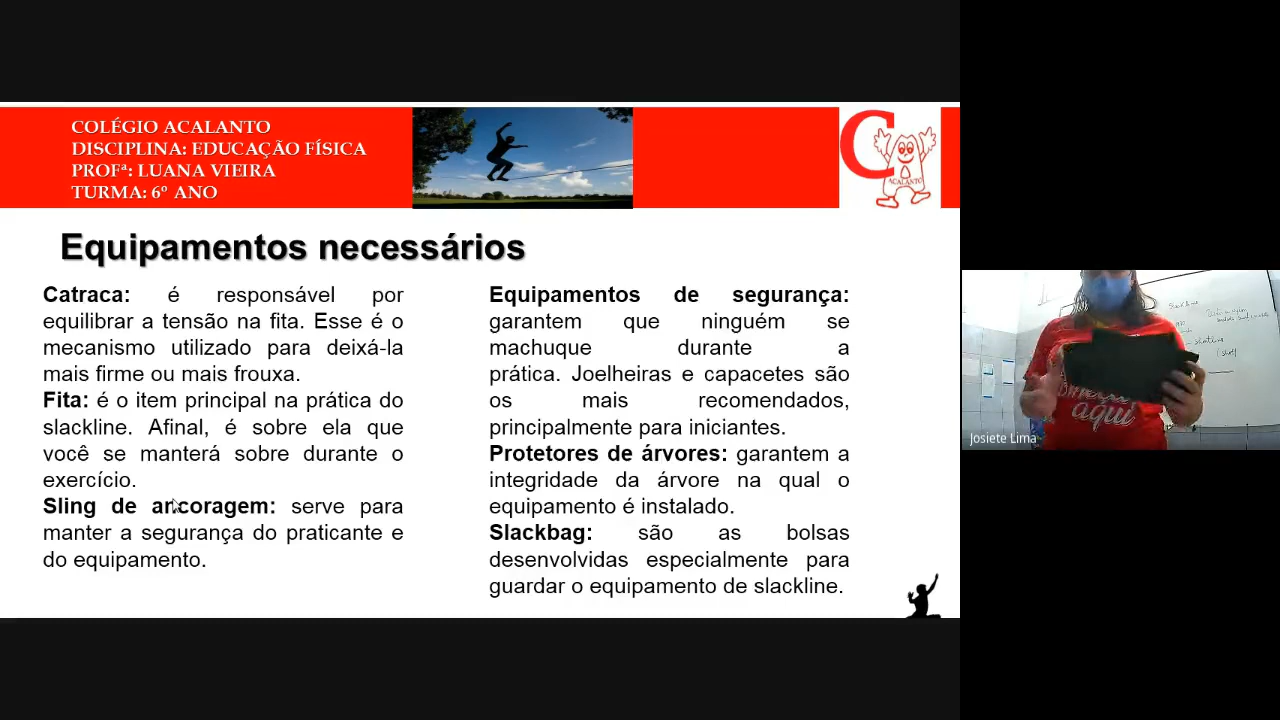 COLÉGIO ACALANTO
DISCIPLINA: EDUCAÇÃO FÍSICA
PROFª: LUANA VIEIRA
TURMA: 6º ANO
C
ACALANTO
Equipamentos necessários
Catraca: é responsável por
equilibrar a tensão na fita. Esse é o
mecanismo utilizado para deixá-la
mais firme ou mais frouxa.
Fita: é o item principal na prática do
slackline. Afinal, é sobre ela que
você se manterá sobre durante o
exercício.
Sling de ancoragem: serve para
manter a segurança do praticante e
do equipamento.
Equipamentos de segurança:
garantem que ninguém se
machuque durante a
prática. Joelheiras e capacetes são
os mais recomendados,
principalmente para iniciantes.
Protetores de árvores: garantem a
integridade da árvore na qual o
equipamento é instalado.
Slackbag: são as bolsas
desenvolvidas especialmente para
guardar o equipamento de slackline.
aqui
Josiete Lima